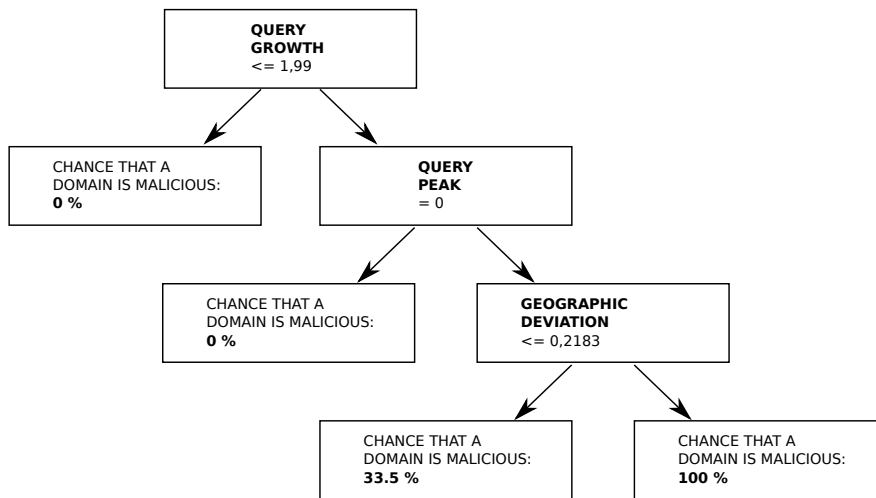 QUERY
GROWTH
<= 1,99
CHANCE THAT A
DOMAIN IS MALICIOUS:
0 %
QUERY
PEAK
= 0
CHANCE THAT A
DOMAIN IS MALICIOUS:
0 %
GEOGRAPHIC
DEVIATION
<= 0,2183
CHANCE THAT A
DOMAIN IS MALICIOUS:
33.5 %
CHANCE THAT A
DOMAIN IS MALICIOUS:
100 %